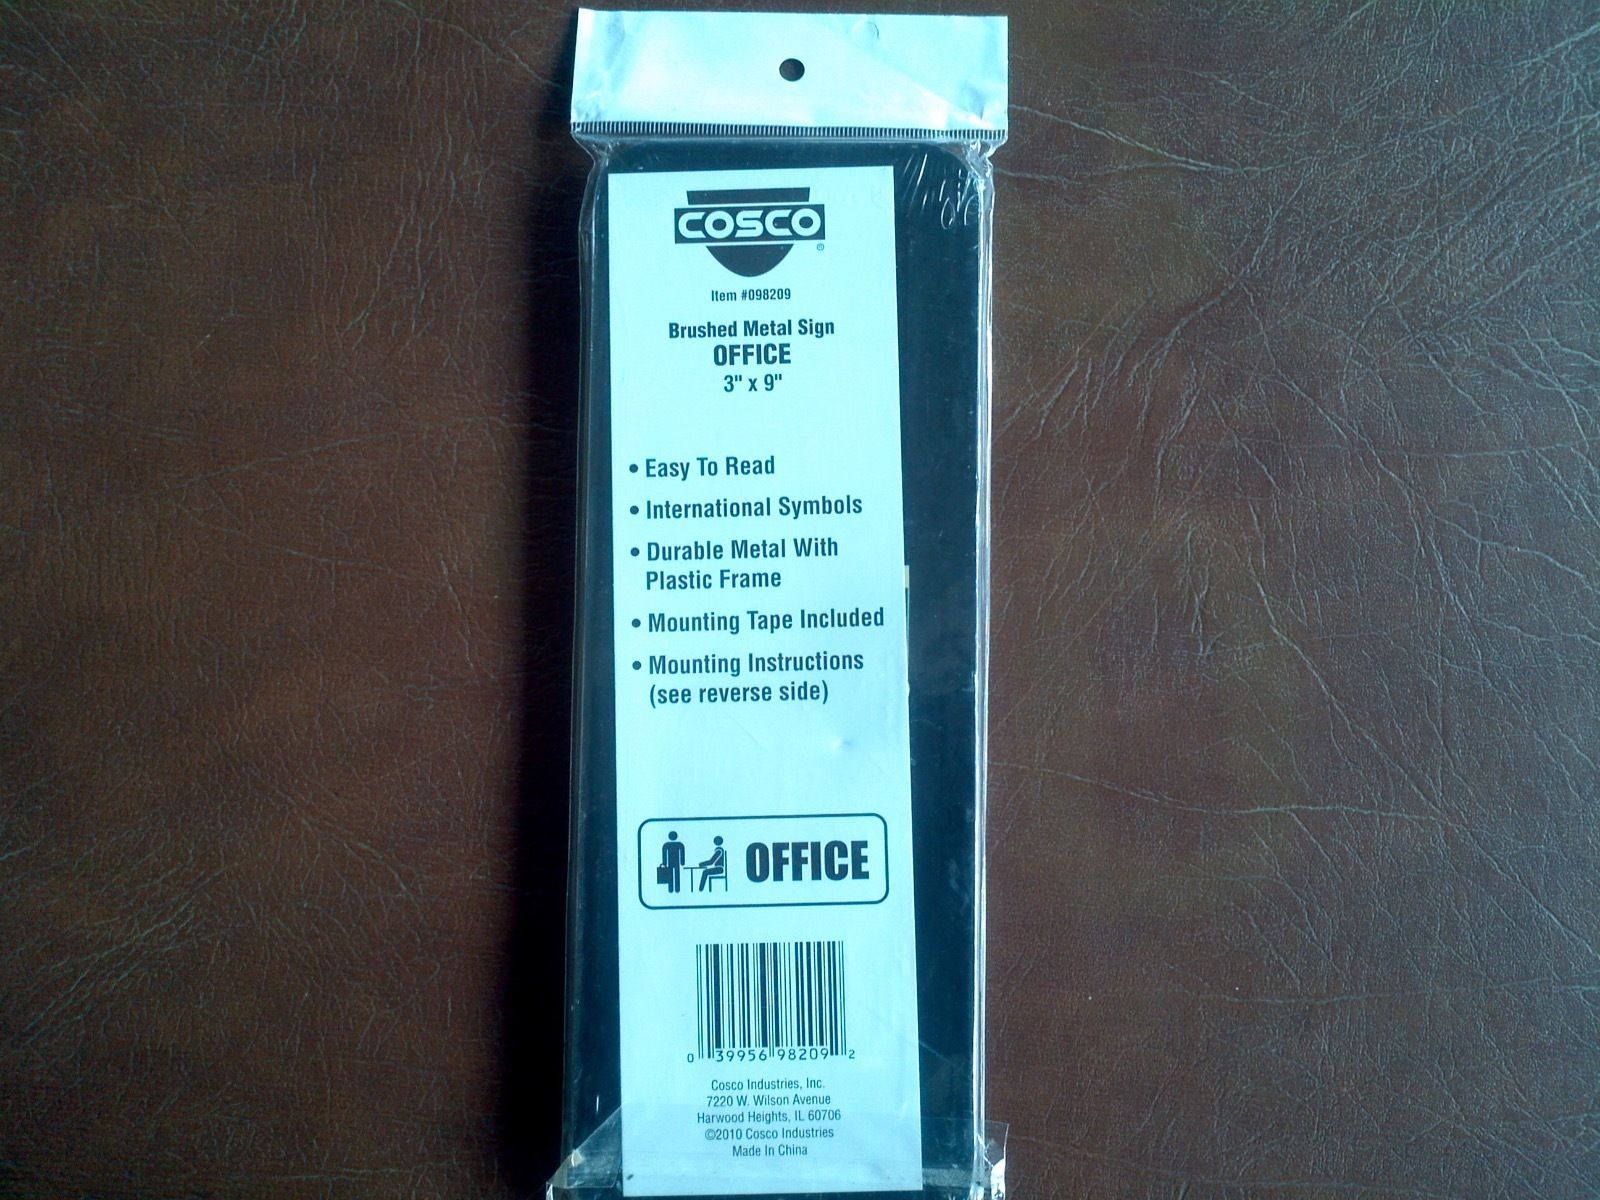 COSCO
®
Item #098209
Brushed Metal Sign
OFFICE
3" x 9"
• Easy To Read
• International Symbols
• Durable Metal With
Plastic Frame
• Mounting Tape Included
• Mounting Instructions
(see reverse side)
OFFICE
0 39956 98209 2
Cosco Industries, Inc.
7220 W. Wilson Avenue
Harwood Heights, IL 60706
©2010 Cosco Industries
Made In China